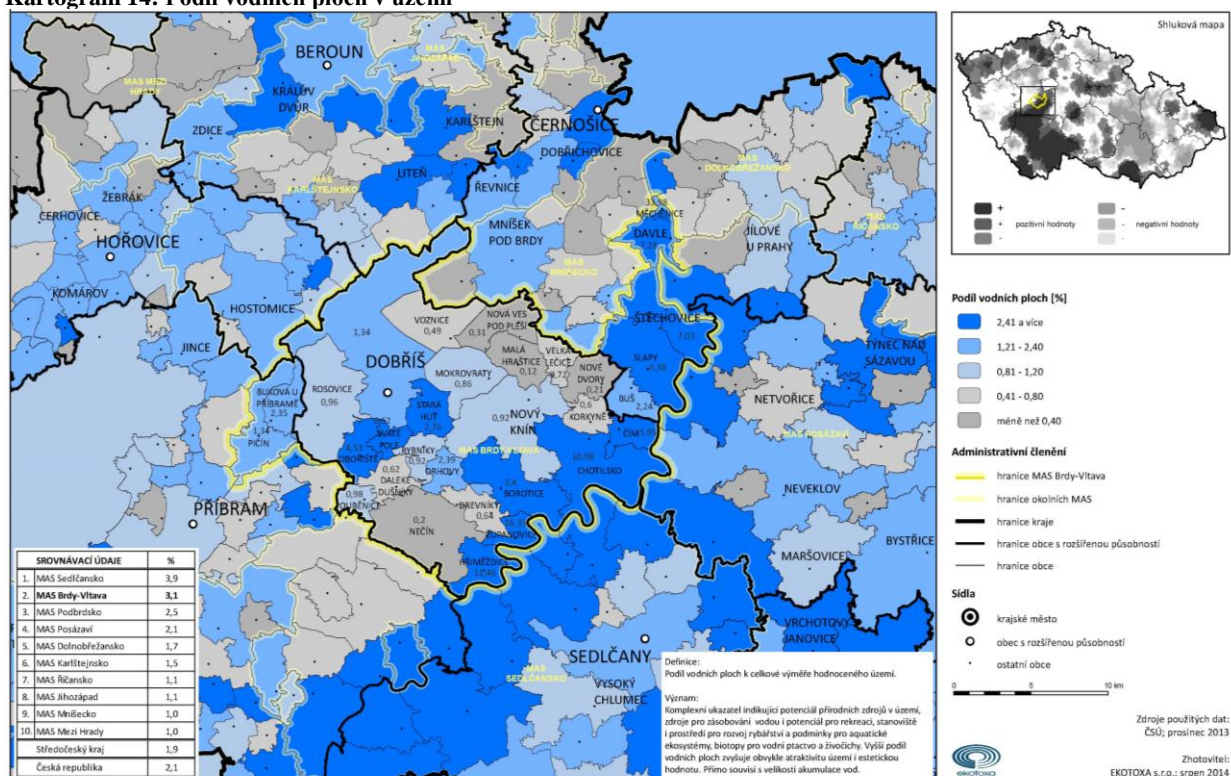 Kartogram 14: Podíl vodních ploch v území
BEROUN
MAS JIHOZÁPAD
MAS MEZI HRADY
KRÁLŮV DVŮR
KARLŠTEJN
ZDICE
ČERNOŠICE
DOBŘICHOVICE
MAS DOLNOBŘEŽANSKO
MAS KARLŠTEJNSKO
LITEŇ
ŘEVNICE
ŽEBRÁK
CERHOVICE
HOŘOVICE
MNÍŠEK POD BRDY
MĚCHENICE
DAVLE
JÍLOVÉ U PRAHY
MAS ŘÍČANSKO
MAS MNÍŠECKO
KOMÁROV
HOSTOMICE
VOZNICE
0,49
NOVÁ VES POD PLEŠÍ
0,31
ŠTĚCHOVICE
7,03
JINCE
1,34
DOBŘÍŠ
MALÁ HRAŠTICE
0,12
VELKÁ LEČICE
0,72
SLAPY
TÝNEC NAD SÁZAVOU
MOKROVRATY
0,86
NOVÉ DVORY
0,21
ROSOVICE
0,96
BUKOVÁ U PŘÍBRAMĚ
2,35
STARÁ HUŤ
0,6
KORKYNĚ
BUŠ
2,24
NETVOŘICE
PIČÍN
0,92
NOVÝ KNÍN
SVATÉ POLE
OBOŘIŠTĚ
ČÍM
RYBNÍKY
0,92
2,39
DRHOVY
MAS BRDY-VLTAVA
MAS POSÁZAVÍ
10,98
CHOTILSKO
0,62
DALEKÉ DUŠNÍKY
0,98
2,4
BOROTICE
NEVEKLOV
PŘÍBRAM
DREVNÍKY
0,64
0,2
NEČÍN
ŽUPANOVICE
BYSTŘICE
MARŠOVICE
HŘIMĚŽDICE
VRCHOTOVY JANOVICE
SEDLČANY
MAS SEDLČANSKO
VYSOKÝ CHLUMEC
SROVNÁVACÍ ÚDAJE %
1. MAS Sedlčansko 3,9
2. MAS Brdy-Vltava 3,1
3. MAS Podbrdsko 2,5
4. MAS Posázaví 2,1
5. MAS Dolnobřežansko 1,7
6. MAS Karlštejnsko 1,5
7. MAS Říčansko 1,1
8. MAS Jihozápad 1,1
9. MAS Mníšecko 1,0
10. MAS Mezi Hrady 1,0
Středočeský kraj 1,9
Česká republika 2,1
Definice:
Podíl vodních ploch k celkové výměře hodnoceného území.
Význam:
Komplexní ukazatel indikující potenciál přírodních zdrojů v území,
zdroje pro zásobování vodou i potenciál pro rekreaci, stanoviště
i prostředí pro rozvoj rybářství a podmínky pro aquatické
ekosystémy, biotopy pro vodní ptactvo a živočichy. Vyšší podíl
vodních ploch zvyšuje obvykle atraktivitu území i estetickou
hodnotu. Přímo souvisí s velikosti akumulace vod.
Shluková mapa
+ -
+ pozitivní hodnoty - negativní hodnoty
- -
Podíl vodních ploch [%]
2,41 a více
1,21 - 2,40
0,81 - 1,20
0,41 - 0,80
méně než 0,40
Administrativní členění
hranice MAS Brdy-Vltava
hranice okolních MAS
hranice kraje
hranice obce s rozšířenou působností
hranice obce
Sídla
krajské město
obec s rozšířenou působností
ostatní obce
0 5 10 km
Zdroje použitých dat:
ČSÚ; prosinec 2013
Zhotovitel:
EKOTOXA s.r.o.; srpen 2014
ekotoxa